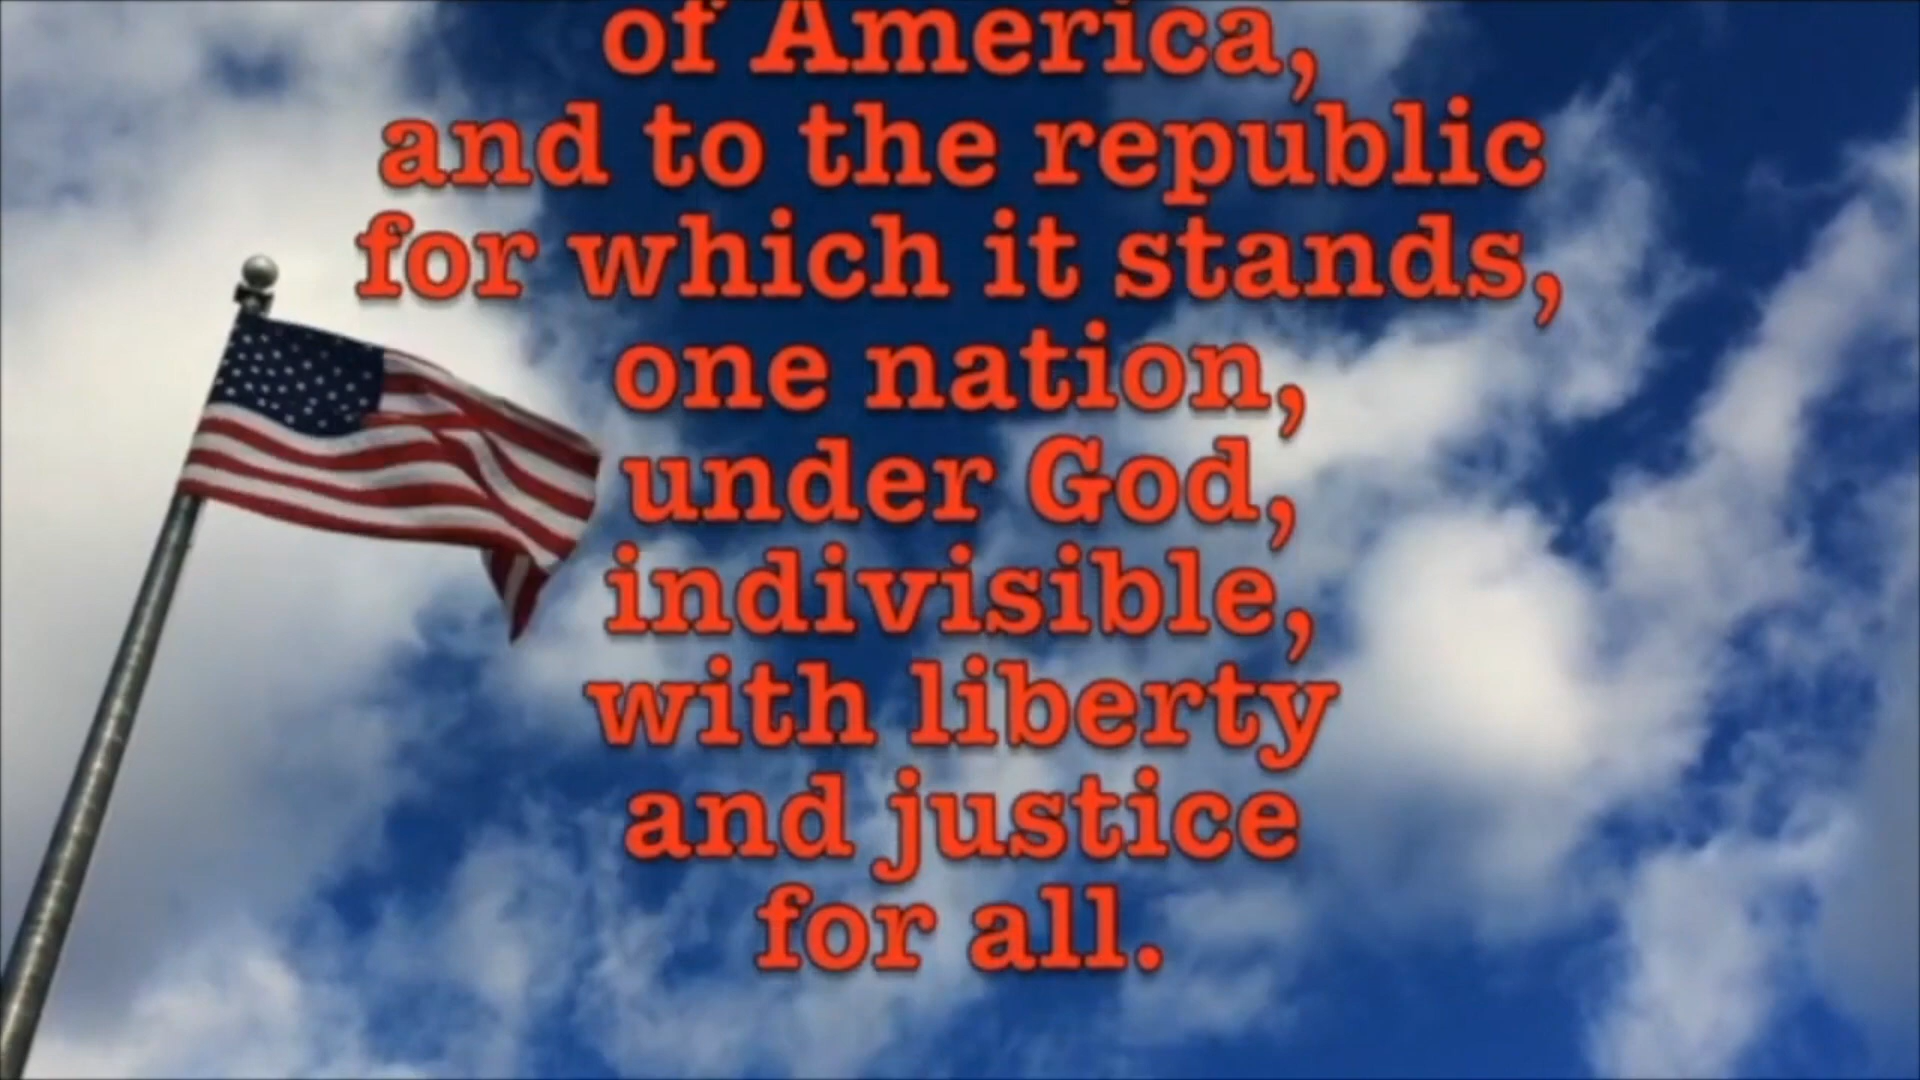 of America,
and to the republic
for which it stands,
one nation,
under God,
indivisible,
with liberty
and justice
for all.